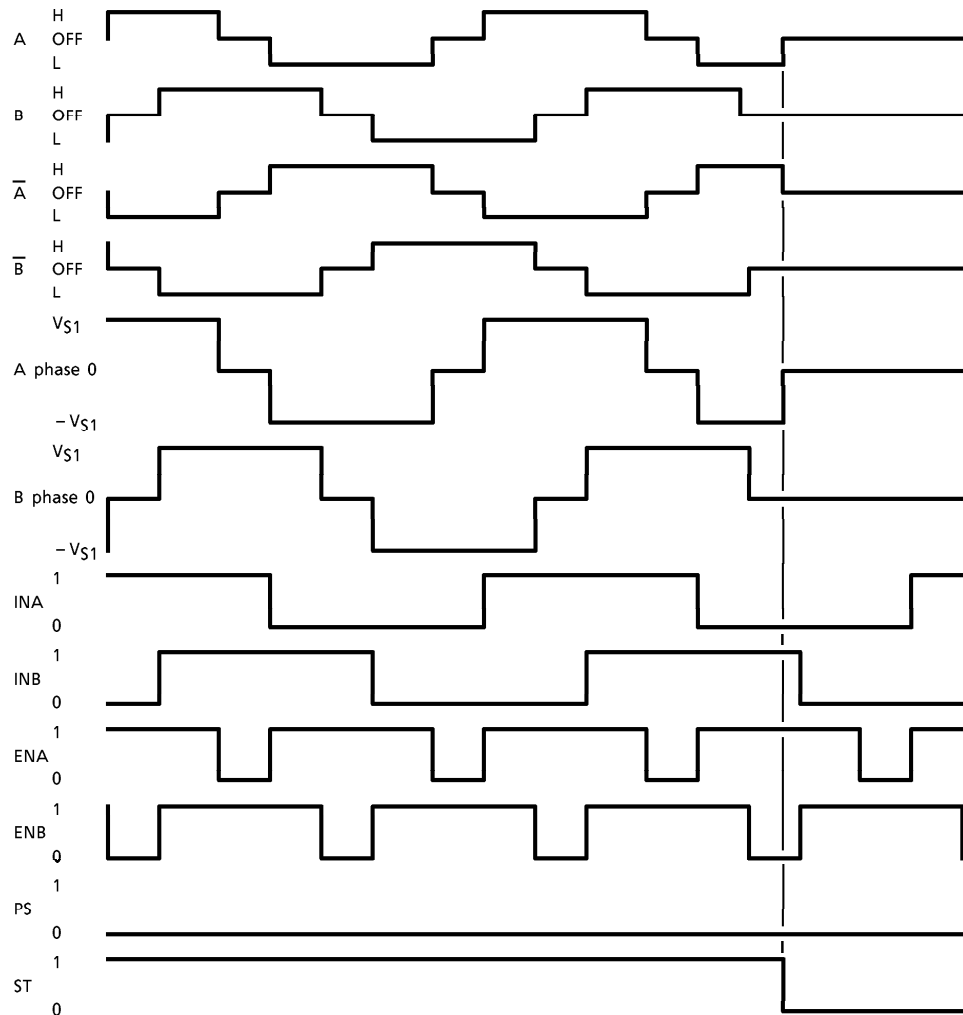 H
A OFF
L
H
B OFF
L
H
A̅ OFF
L
H
B̅ OFF
L
VS1
A phase 0
− VS1
VS1
B phase 0
− VS1
1
INA
0
1
INB
0
1
ENA
0
1
ENB
0
1
PS
0
1
ST
0